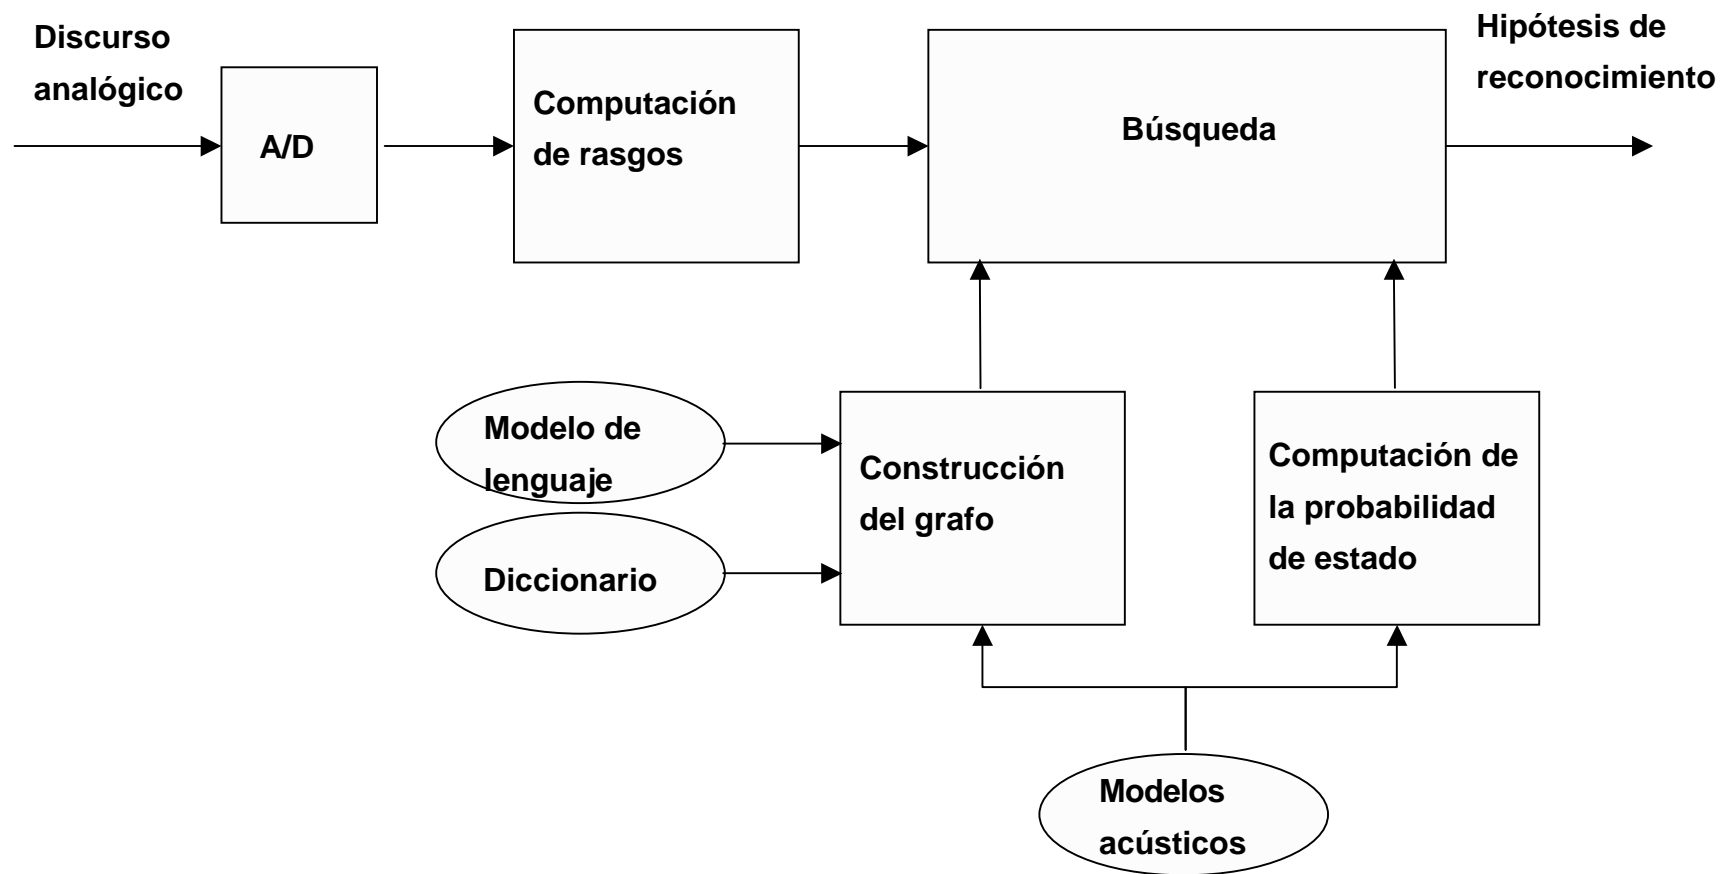 Discurso
analógico
A/D
Computación
de rasgos
Búsqueda
Hipótesis de
reconocimiento
Modelo de
lenguaje
Diccionario
Construcción
del grafo
Computación de
la probabilidad
de estado
Modelos
acústicos